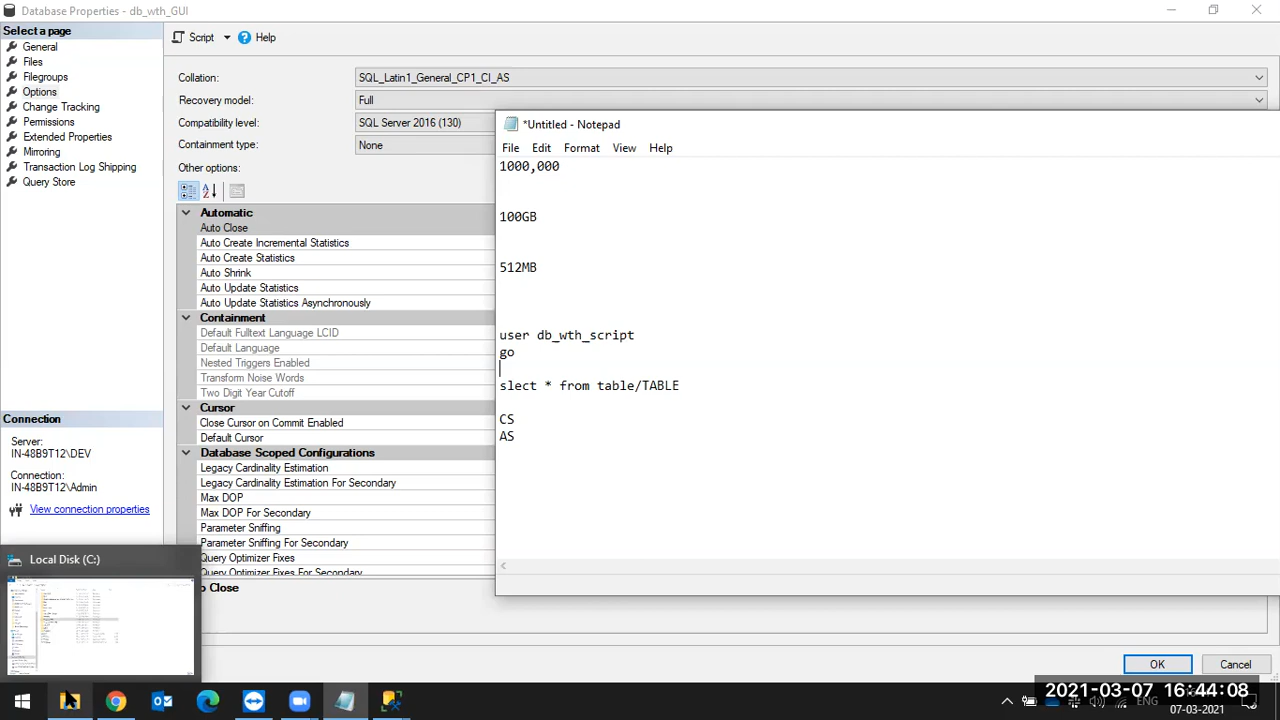 Database Properties - db_wth_GUI
Select a page
General
Files
Filegroups
Options
Change Tracking
Permissions
Extended Properties
Mirroring
Transaction Log Shipping
Query Store
Script
Help
Collation:
SQL_Latin1_General_CP1_CI_AS
Recovery model:
Full
Compatibility level:
SQL Server 2016 (130)
Containment type:
None
Other options:
Automatic
Auto Close
Auto Create Incremental Statistics
Auto Create Statistics
Auto Shrink
Auto Update Statistics
Auto Update Statistics Asynchronously
Containment
Default Fulltext Language LCID
Default Language
Nested Triggers Enabled
Transform Noise Words
Two Digit Year Cutoff
Cursor
Close Cursor on Commit Enabled
Default Cursor
Database Scoped Configurations
Legacy Cardinality Estimation
Legacy Cardinality Estimation For Secondary
Max DOP
Max DOP For Secondary
Parameter Sniffing
Parameter Sniffing For Secondary
Query Optimizer Fixes
Query Optimizer Fixes For Secondary
o Close
*Untitled - Notepad
File Edit Format View Help
1000,000
100GB
512MB
user db_wth_script
go
slect * from table/TABLE
CS
AS
Connection
Server:
IN-48B9T12\DEV
Connection:
IN-48B9T12\Admin
View connection properties
Local Disk (C:)
OK
Cancel
2021-03-07 16:44:08
ENG
07-03-2021